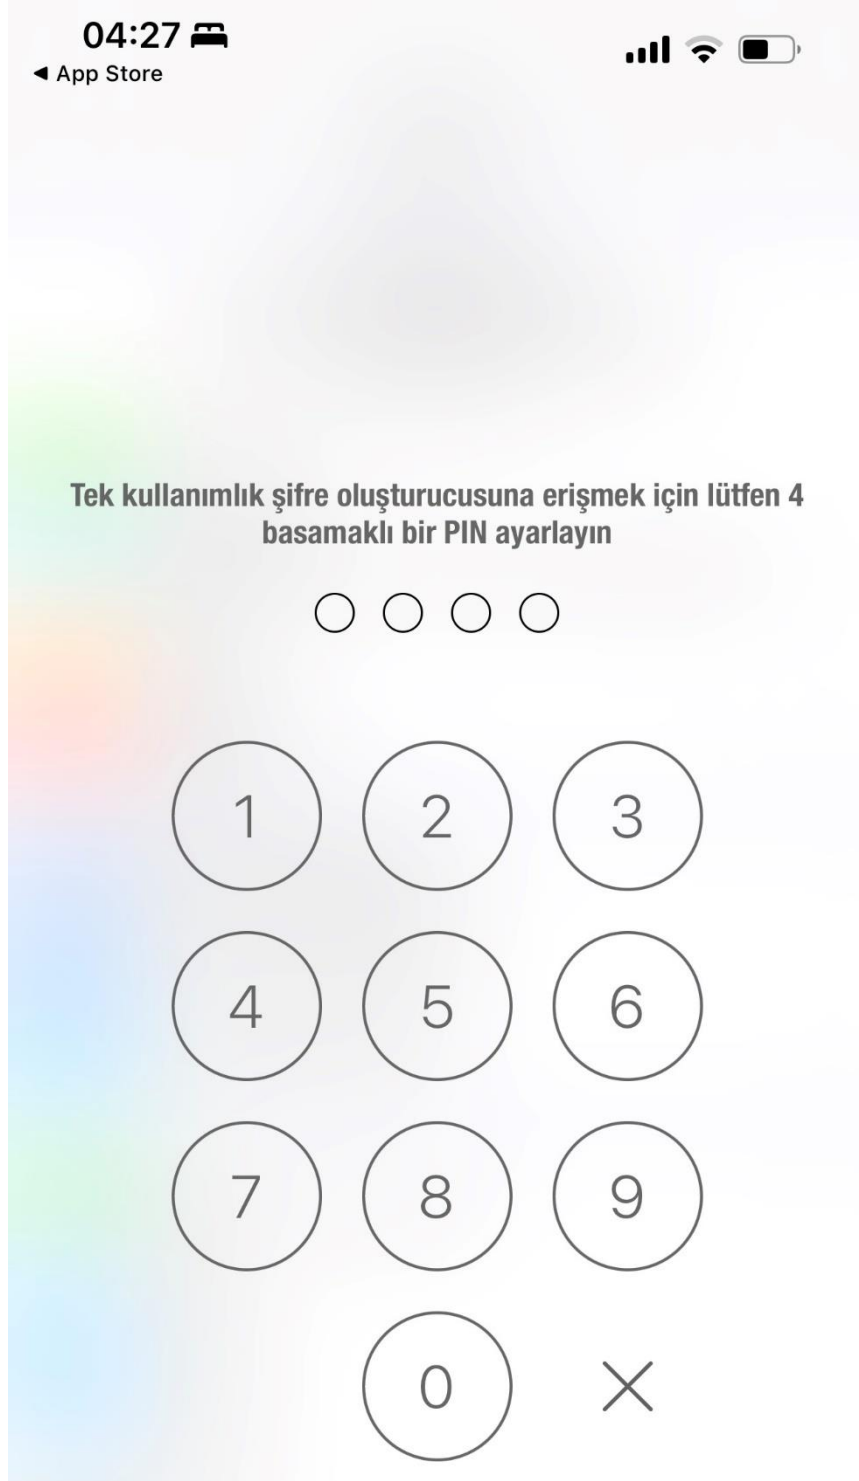 04:27
◀ App Store
Tek kullanımlık şifre oluşturucusuna erişmek için lütfen 4
basamaklı bir PIN ayarlayın
1 2 3
4 5 6
7 8 9
0